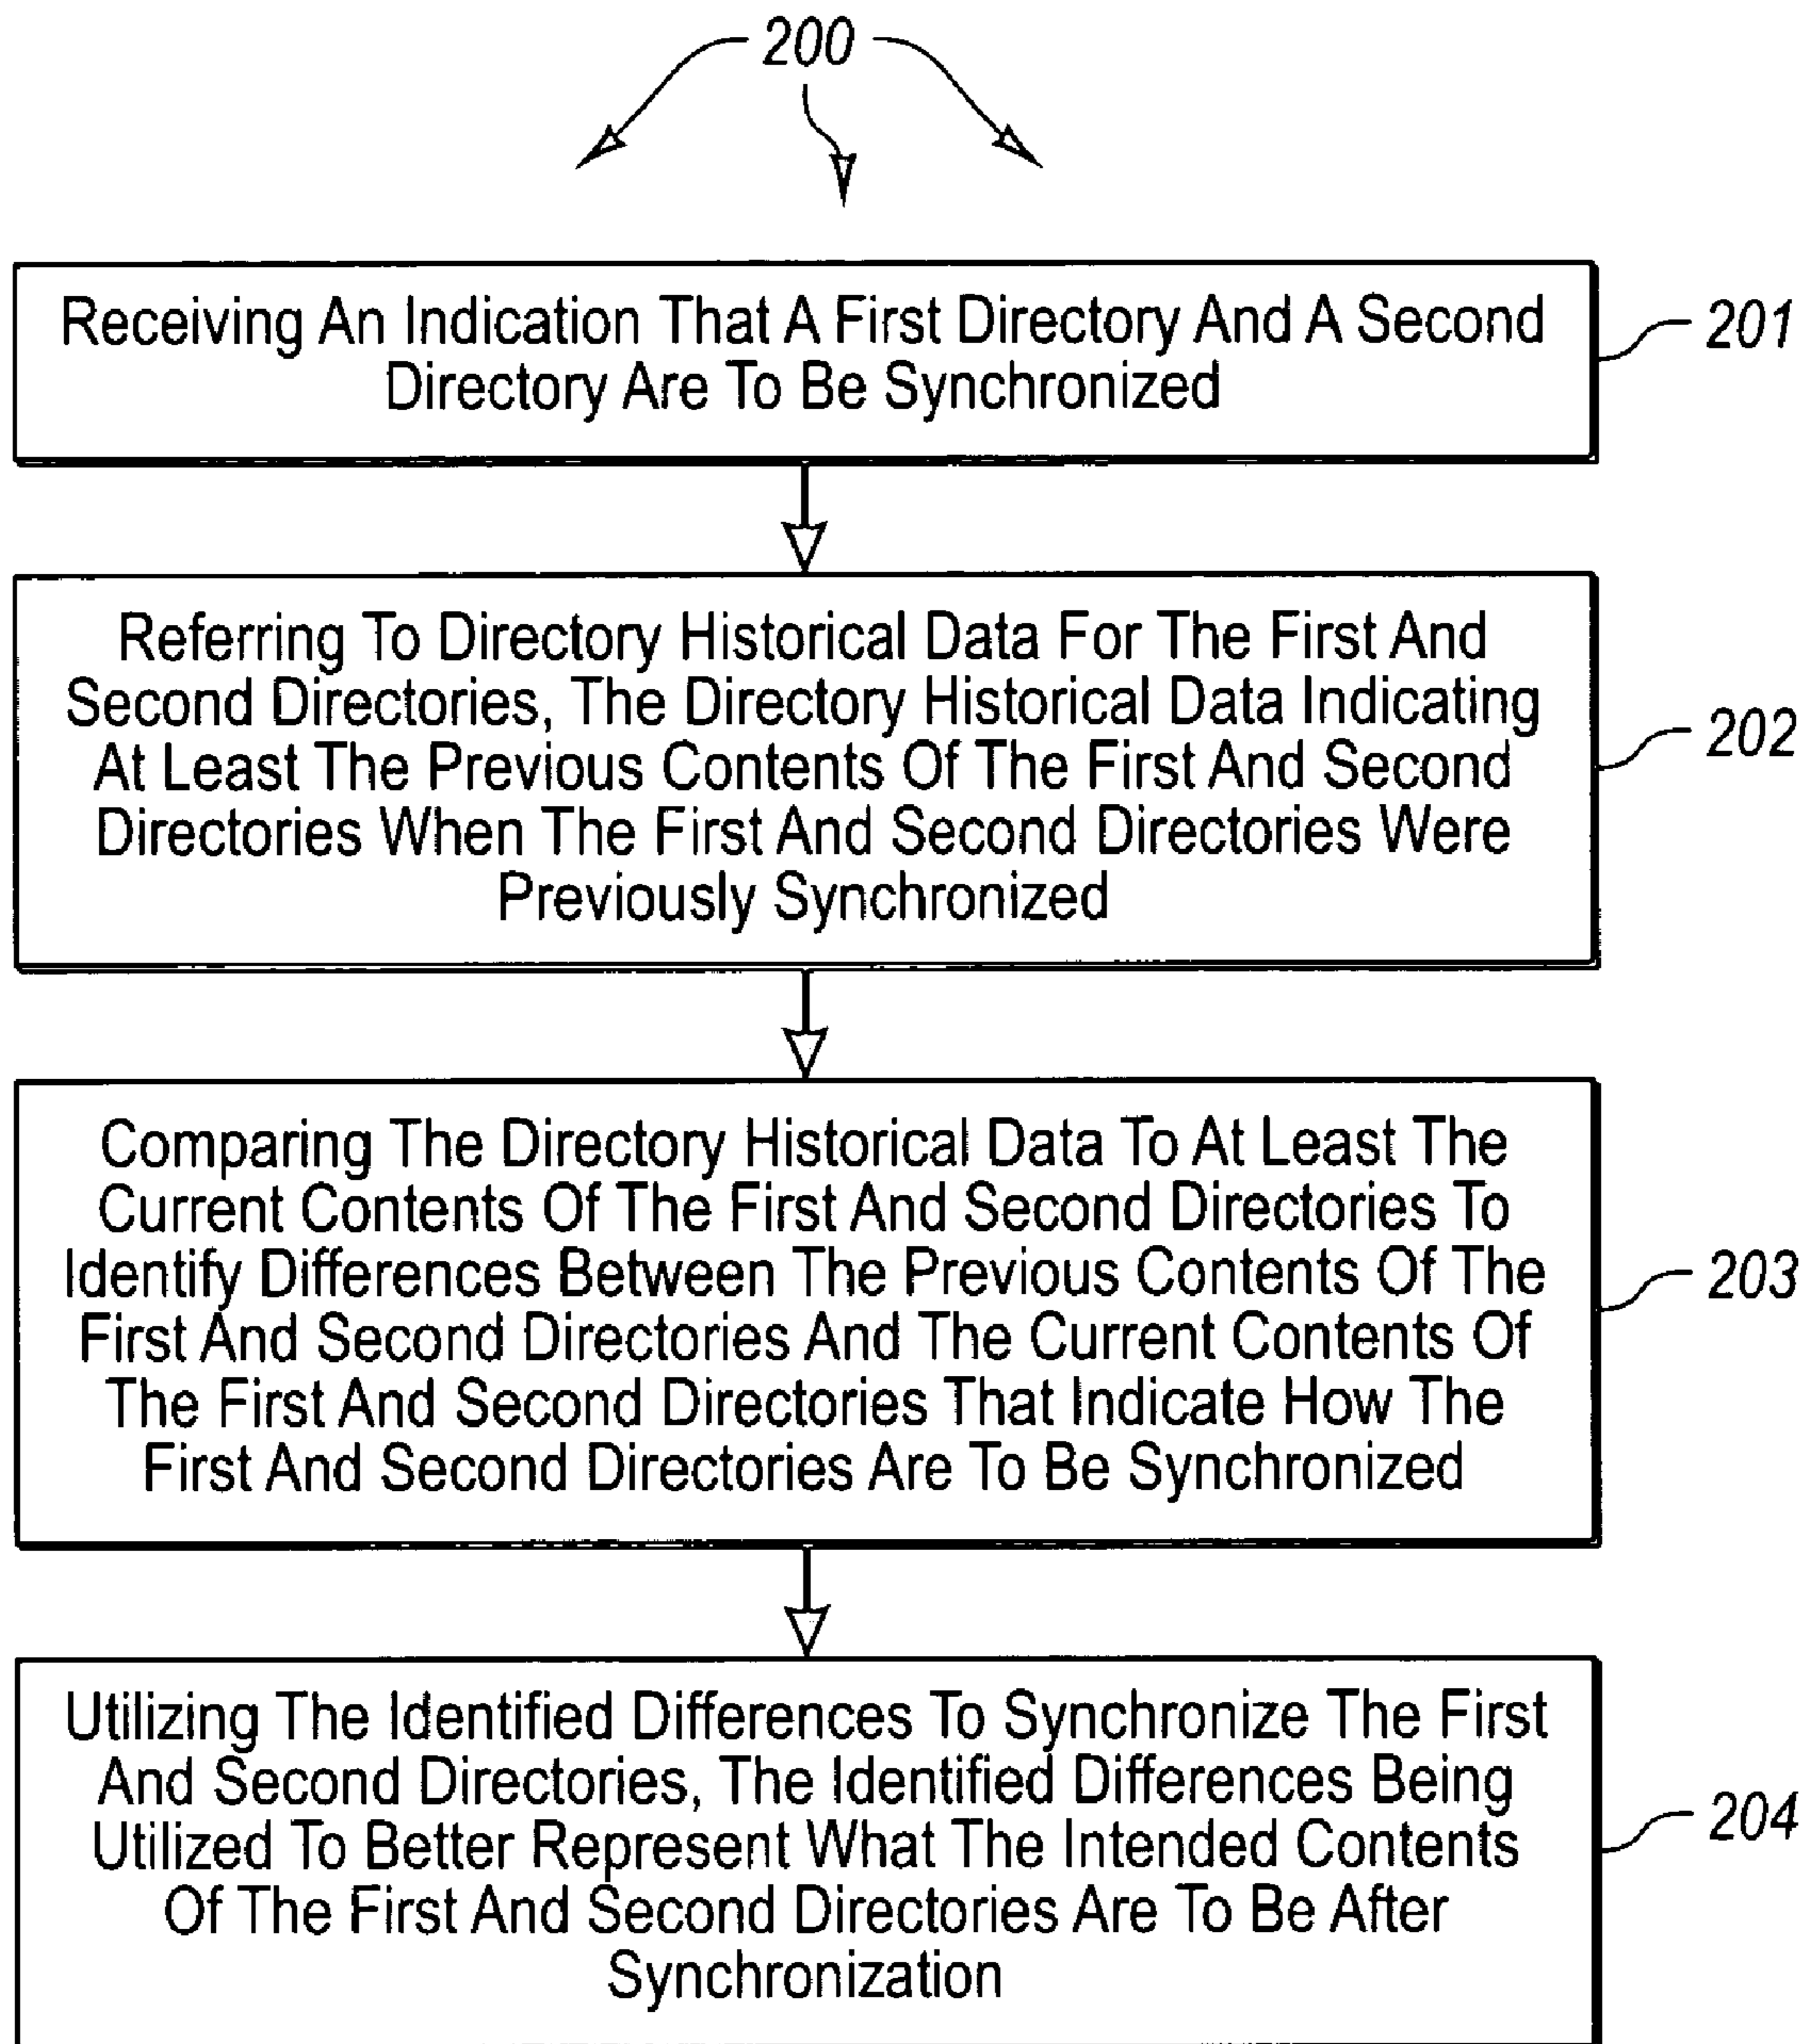 200
Receiving An Indication That A First Directory And A Second
Directory Are To Be Synchronized
201
Referring To Directory Historical Data For The First And
Second Directories, The Directory Historical Data Indicating
At Least The Previous Contents Of The First And Second
Directories When The First And Second Directories Were
Previously Synchronized
202
Comparing The Directory Historical Data To At Least The
Current Contents Of The First And Second Directories To
Identify Differences Between The Previous Contents Of The
First And Second Directories And The Current Contents Of
The First And Second Directories That Indicate How The
First And Second Directories Are To Be Synchronized
203
Utilizing The Identified Differences To Synchronize The First
And Second Directories, The Identified Differences Being
Utilized To Better Represent What The Intended Contents
Of The First And Second Directories Are To Be After
Synchronization
204